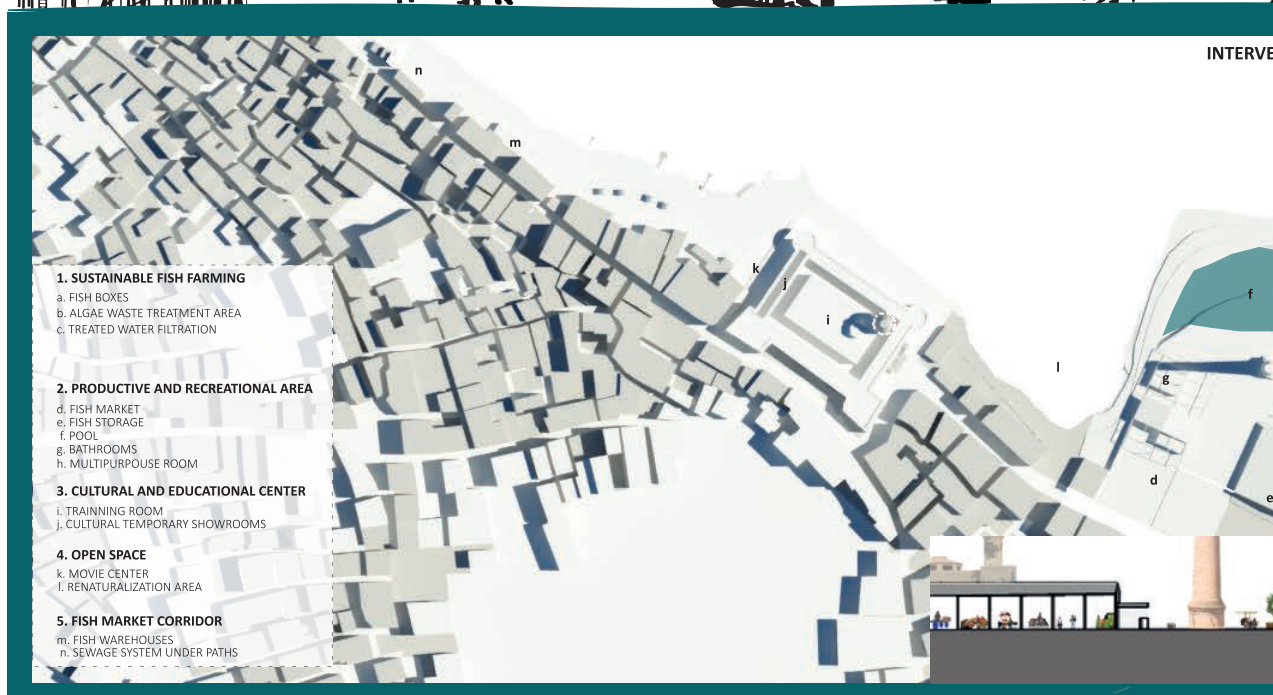 INTERVE
n
m
k
j
i
l
f
g
d
e
1. SUSTAINABLE FISH FARMING
a. FISH BOXES
b. ALGAE WASTE TREATMENT AREA
c. TREATED WATER FILTRATION
2. PRODUCTIVE AND RECREATIONAL AREA
d. FISH MARKET
e. FISH STORAGE
f. POOL
g. BATHROOMS
h. MULTIPURPOUSE ROOM
3. CULTURAL AND EDUCATIONAL CENTER
i. TRAINNING ROOM
j. CULTURAL TEMPORARY SHOWROOMS
4. OPEN SPACE
k. MOVIE CENTER
l. RENATURALIZATION AREA
5. FISH MARKET CORRIDOR
m. FISH WAREHOUSES
n. SEWAGE SYSTEM UNDER PATHS